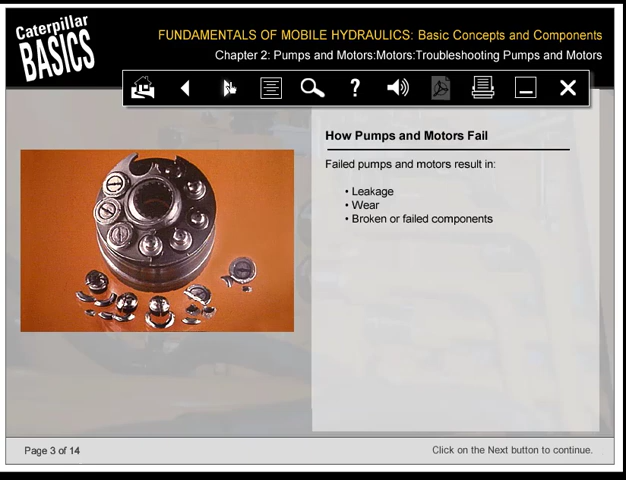 Caterpillar
BASICS
FUNDAMENTALS OF MOBILE HYDRAULICS: Basic Concepts and Components
Chapter 2: Pumps and Motors:Motors:Troubleshooting Pumps and Motors
?
How Pumps and Motors Fail
Failed pumps and motors result in:
• Leakage
• Wear
• Broken or failed components
Page 3 of 14
Click on the Next button to continue.